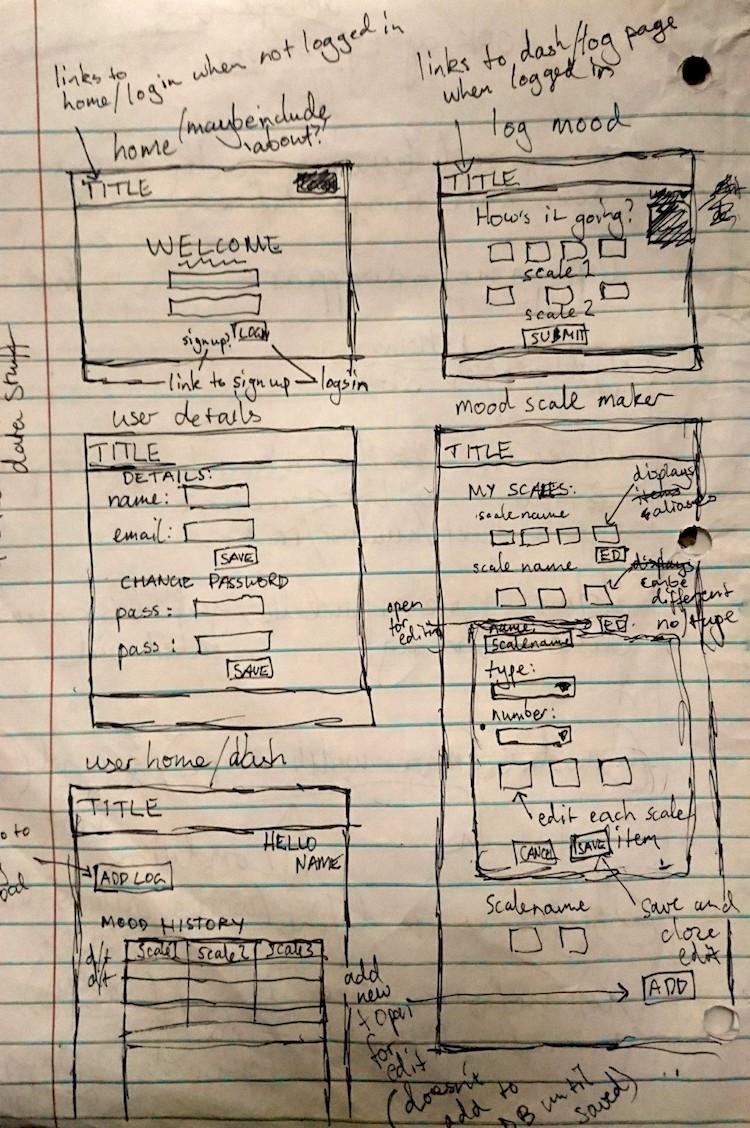 links to
home/login when not logged in
home/maybe include
about?
TITLE
WELCOME
signup?
LOGIN
link to sign up
logs in
links to dash/log page
when logged in
log mood
TITLE
How's it going?
scale 1
scale 2
SUBMIT
data stuff
user details
TITLE
DETAILS:
name:
email:
SAVE
CHANGE PASSWORD
pass:
pass:
SAVE
mood scale maker
TITLE
MY SCALES:
scale name
displays
items
& aliases
ED
scale name
displays
can be
different
no/type
open
for
editing
ED
name:
scalename
type:
number:
edit each scale
item
CANCEL
SAVE
save and
close
edit
Scalename
add
new
+ open
for
edit
(doesn't
add to
DB until
saved)
ADD
user home/dash
TITLE
HELLO
NAME
to
ADD LOG
MOOD HISTORY
d/t
d/t
scale1 scale2 scale3